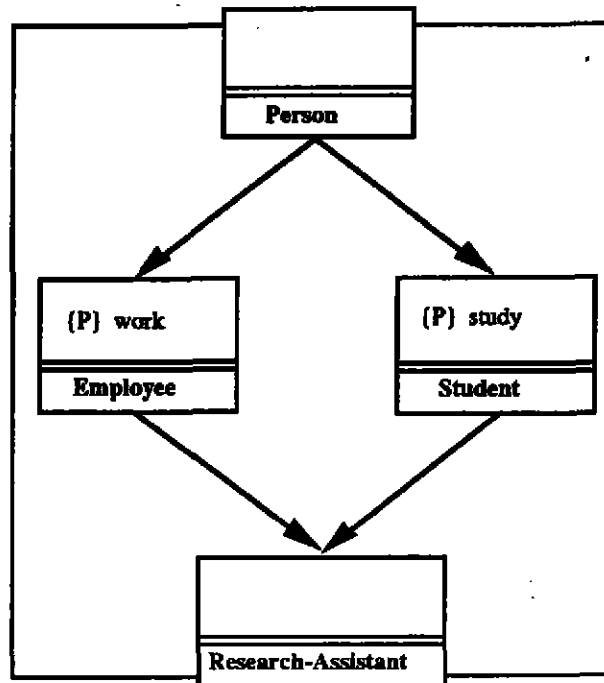 Person
{P} work
{P} study
Employee
Student
Research-Assistant